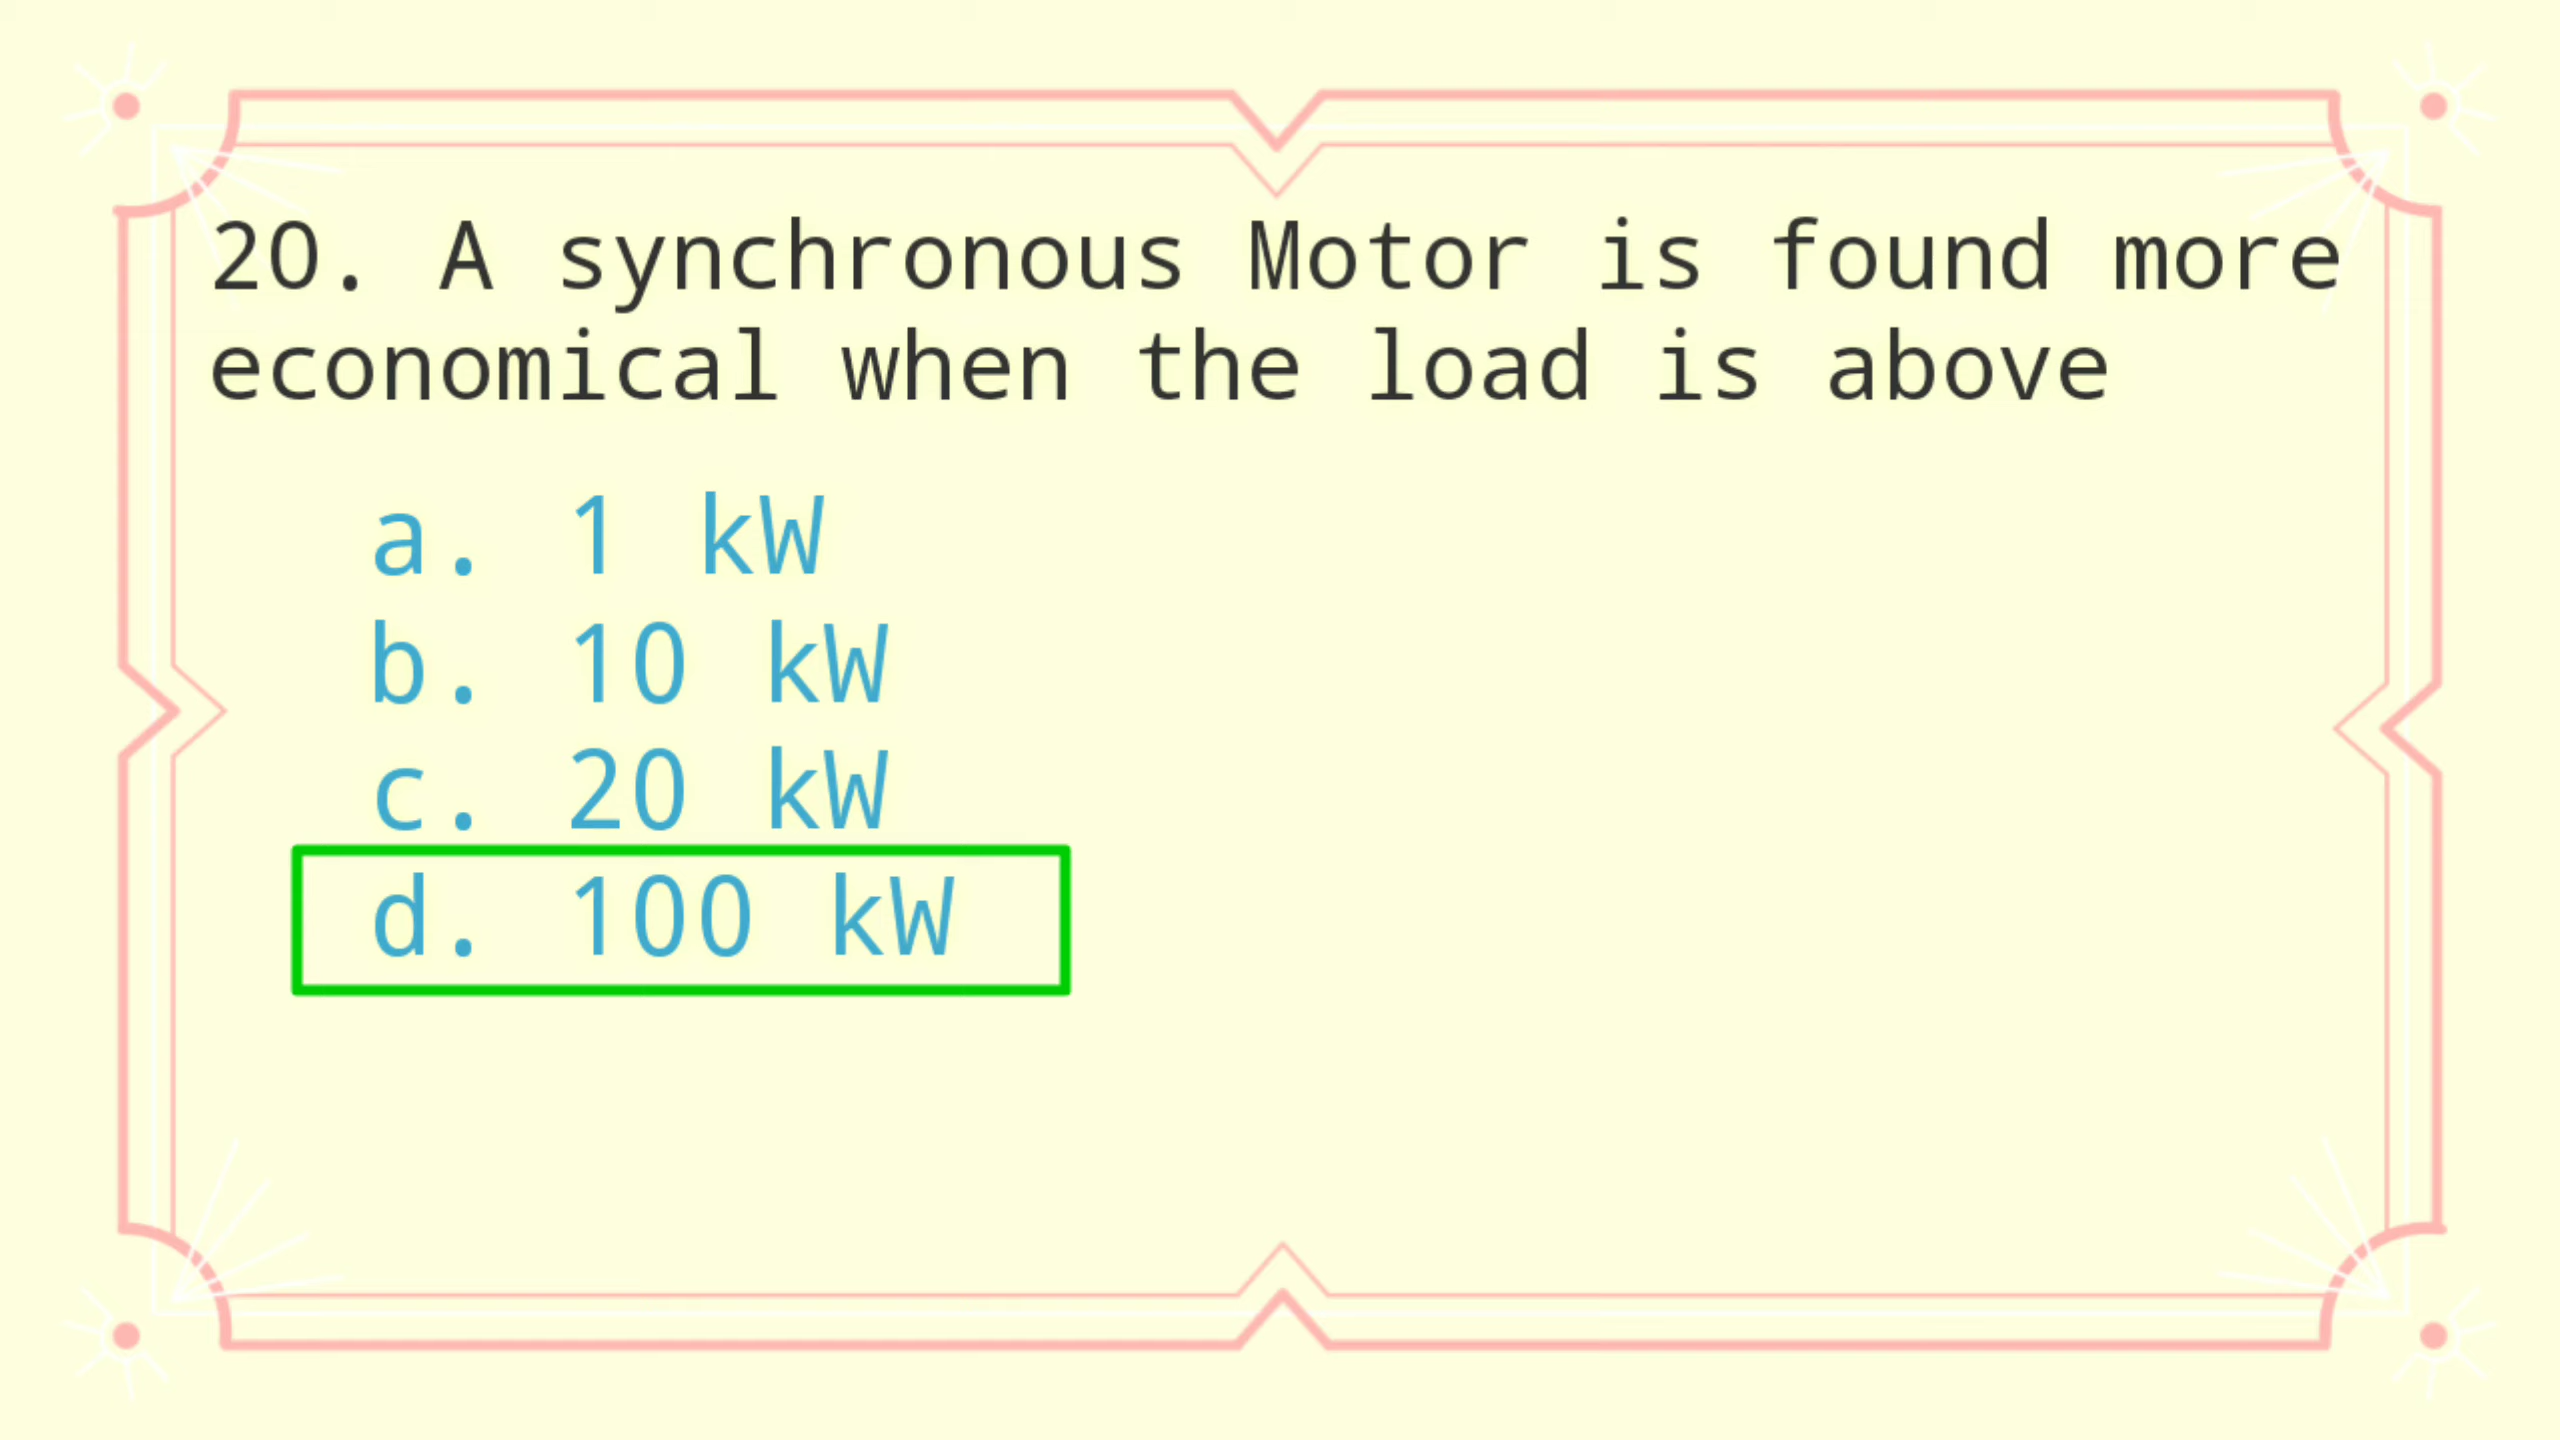 20. A synchronous Motor is found more
economical when the load is above
a. 1 kW
b. 10 kW
c. 20 kW
d. 100 kW